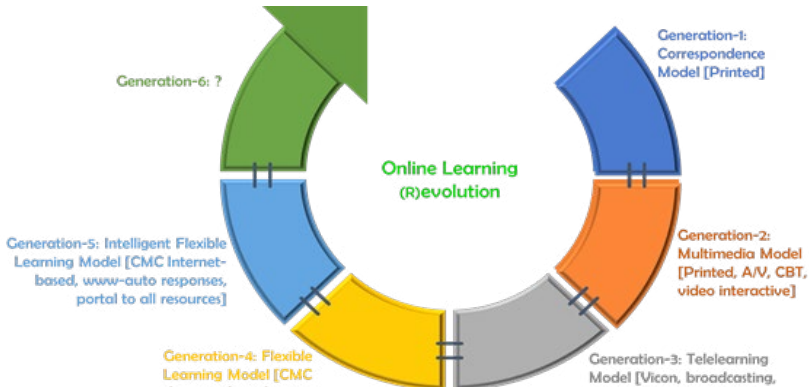 Generation-1:
Correspondence
Model [Printed]
Generation-6: ?
Online Learning
(R)evolution
Generation-2:
Multimedia Model
[Printed, A/V, CBT,
video interactive]
Generation-5: Intelligent Flexible
Learning Model [CMC Internet-
based, www-auto responses,
portal to all resources]
Generation-4: Flexible
Learning Model [CMC
Generation-3: Telelearning
Model [Vicon, broadcasting,